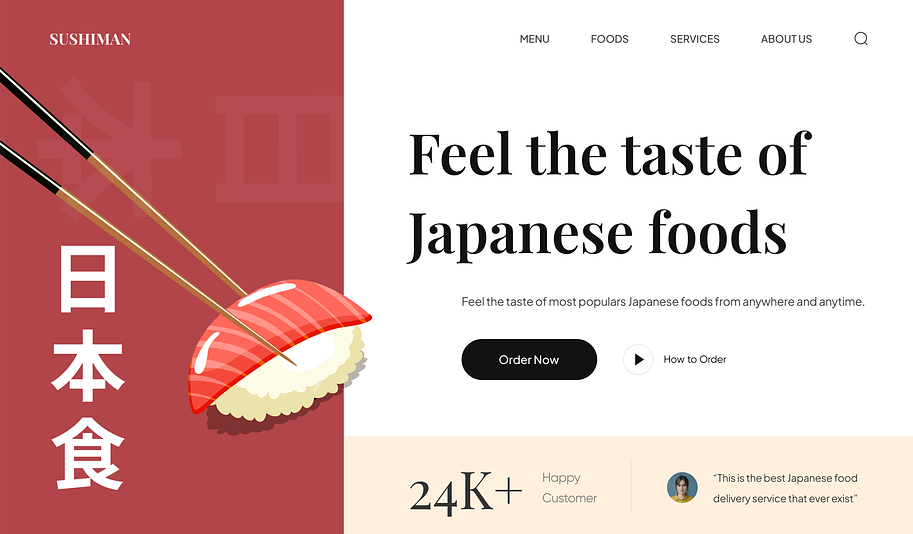 SUSHIMAN
MENU FOODS SERVICES ABOUT US
本日
日本食
Feel the taste of
Japanese foods
Feel the taste of most populars Japanese foods from anywhere and anytime.
Order Now
How to Order
24K+
Happy
Customer
“This is the best Japanese food
delivery service that ever exist”